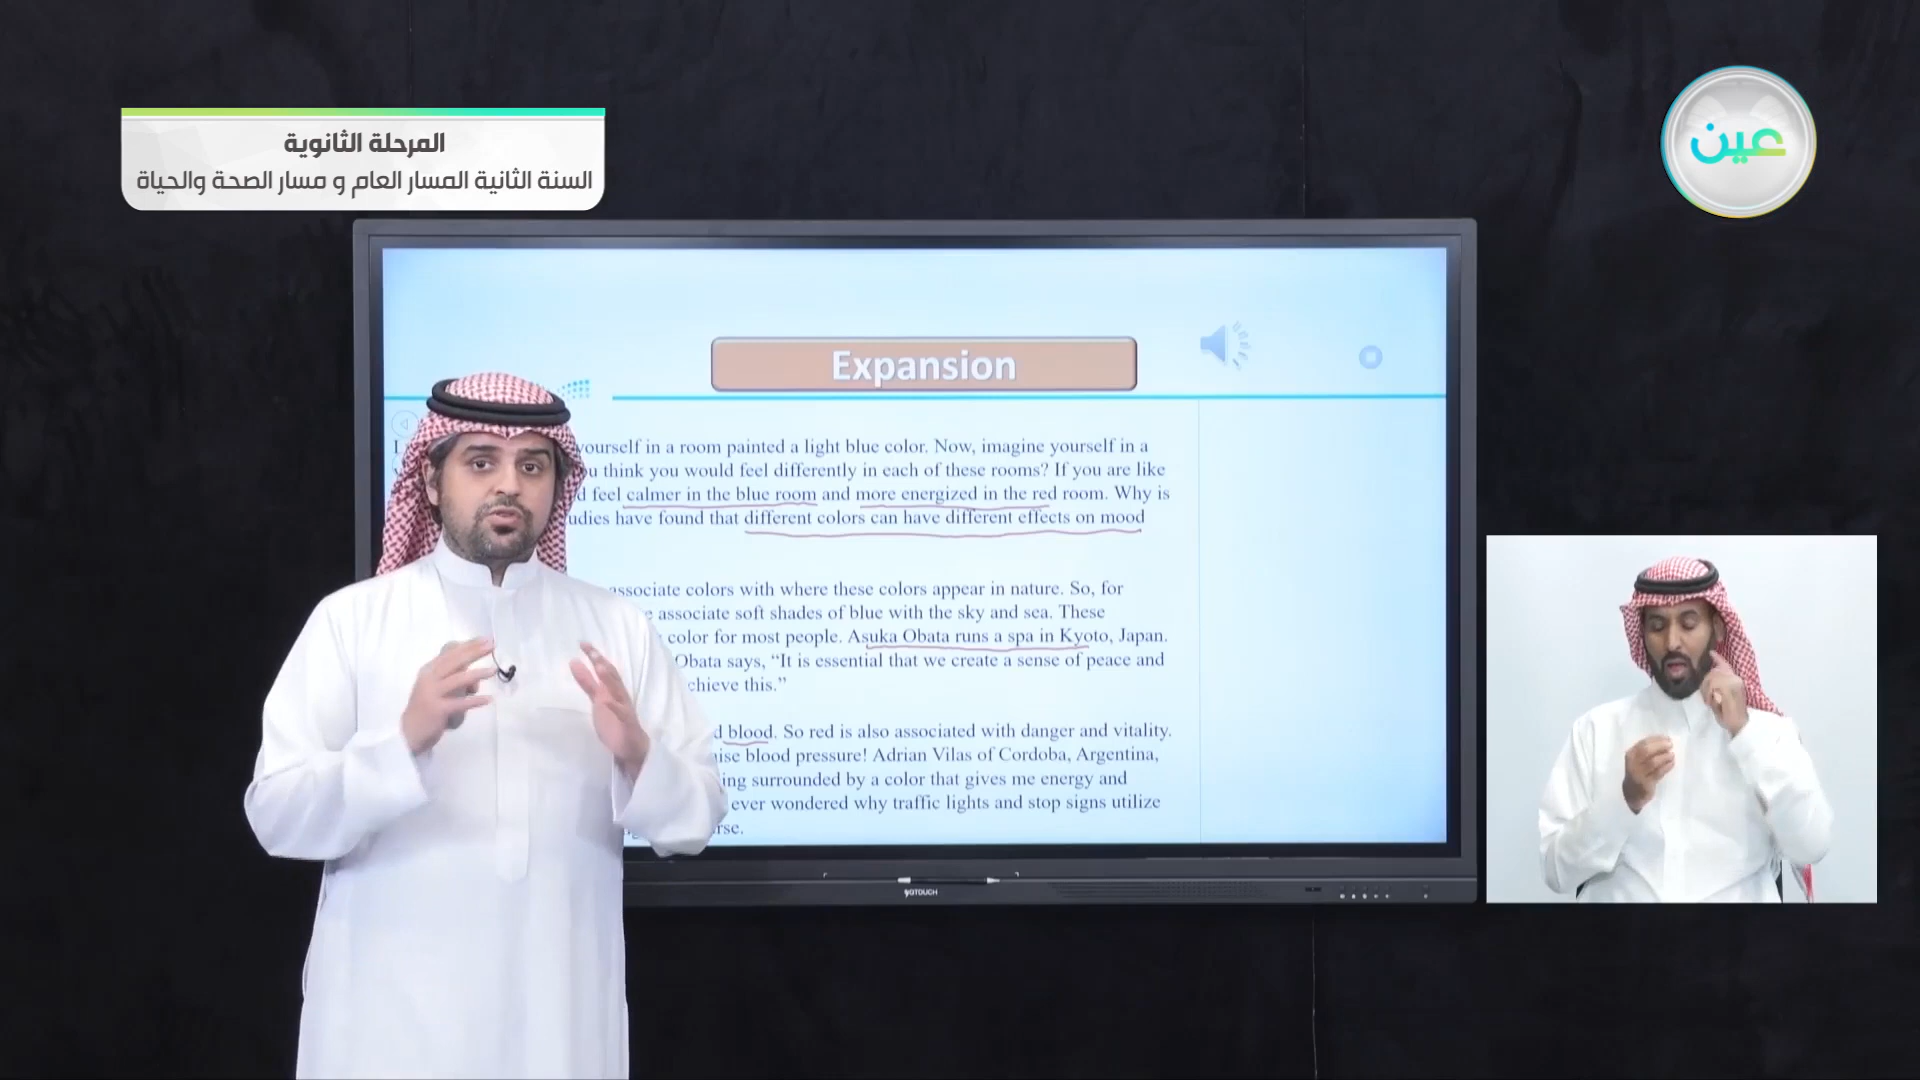 المرحلة الثانوية
السنة الثانية المسار العام و مسار الصحة والحياة
عين
Expansion
yourself in a room painted a light blue color. Now, imagine yourself in a
think you would feel differently in each of these rooms? If you are like
feel calmer in the blue room and more energized in the red room. Why is
have found that different colors can have different effects on mood
associate colors with where these colors appear in nature. So, for
associate soft shades of blue with the sky and sea. These
color for most people. Asuka Obata runs a spa in Kyoto, Japan.
Obata says, “It is essential that we create a sense of peace and
this.”
blood. So red is also associated with danger and vitality.
blood pressure! Adrian Vilas of Cordoba, Argentina,
surrounded by a color that gives me energy and
ever wondered why traffic lights and stop signs utilize